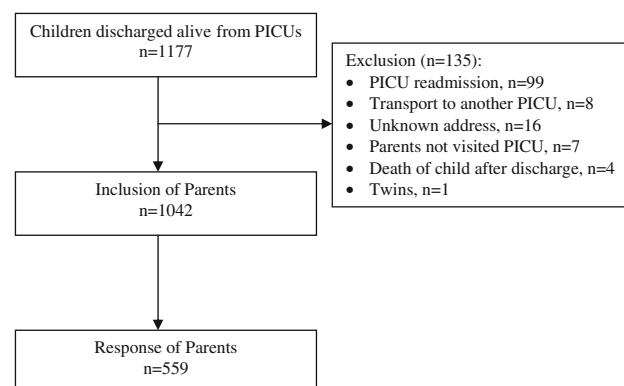 Children discharged alive from PICUs
n=1177
Exclusion (n=135):
• PICU readmission, n=99
• Transport to another PICU, n=8
• Unknown address, n=16
• Parents not visited PICU, n=7
• Death of child after discharge, n=4
• Twins, n=1
Inclusion of Parents
n=1042
Response of Parents
n=559